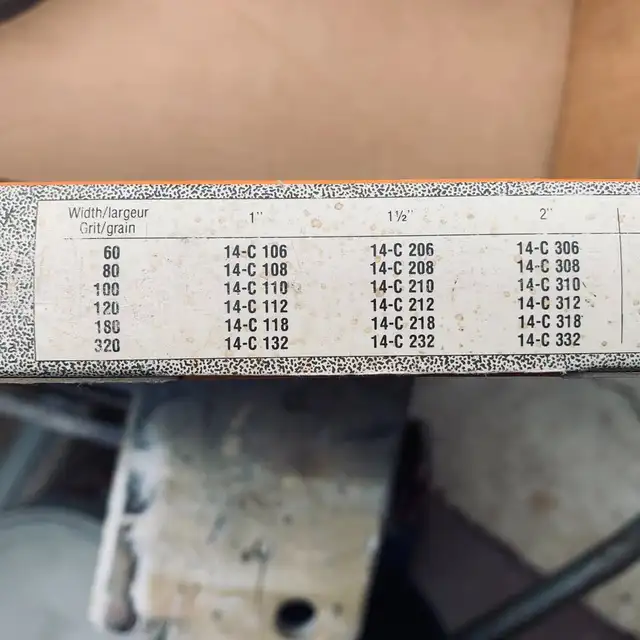 Width/largeur 1" 1½" 2"
Grit/grain
60 14-C 106 14-C 206 14-C 306
80 14-C 108 14-C 208 14-C 308
100 14-C 110 14-C 210 14-C 310
120 14-C 112 14-C 212 14-C 312
180 14-C 118 14-C 218 14-C 318
320 14-C 132 14-C 232 14-C 332